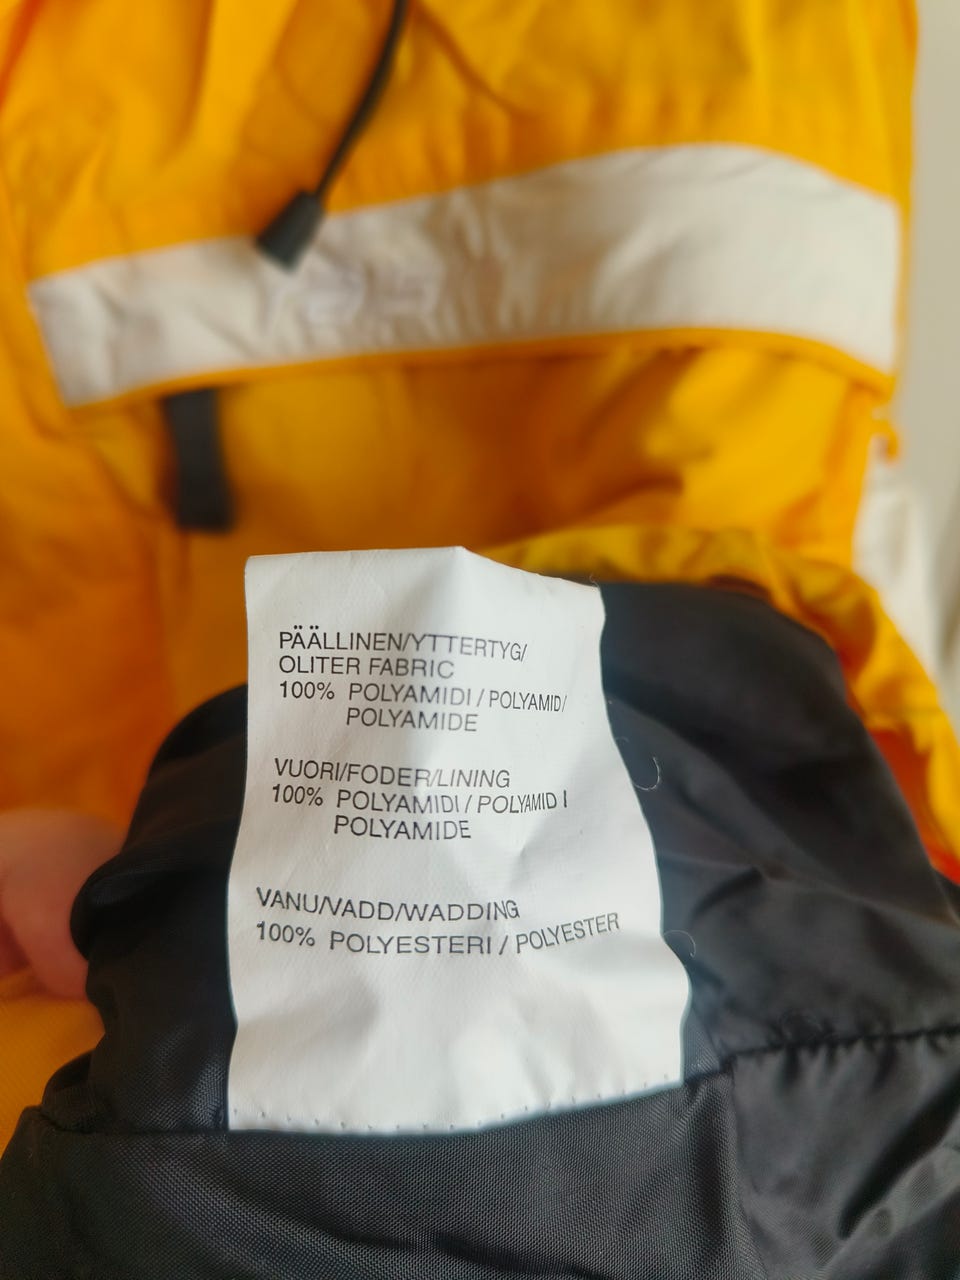 PÄÄLLINEN/YTTERTYG/
OLITER FABRIC
100% POLYAMIDI / POLYAMID/
POLYAMIDE
VUORI/FODER/LINING
100% POLYAMIDI / POLYAMID I
POLYAMIDE
VANU/VADD/WADDING
100% POLYESTERI / POLYESTER